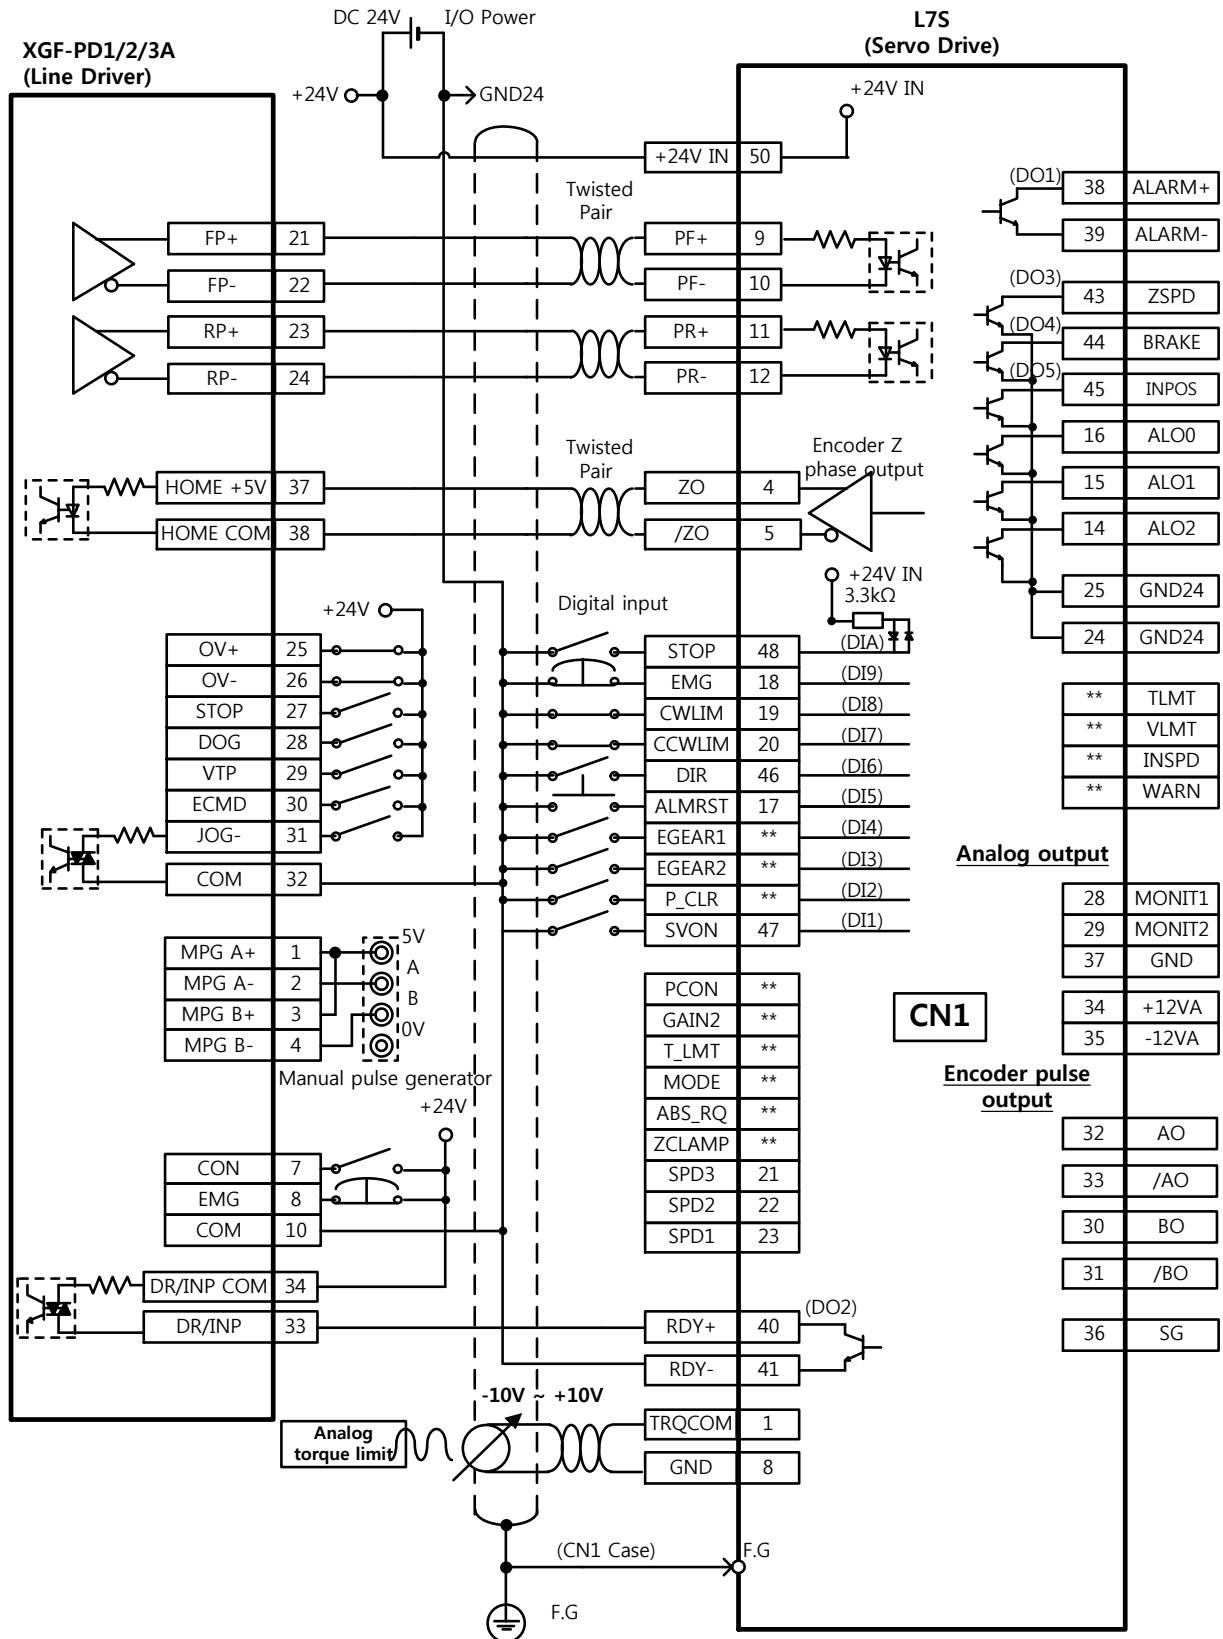 DC 24V
I/O Power
L7S
(Servo Drive)
XGF-PD1/2/3A
(Line Driver)
+24V
GND24
+24V IN
+24V IN 50
Twisted
Pair
FP+ 21
FP- 22
RP+ 23
RP- 24
PF+ 9
PF- 10
PR+ 11
PR- 12
(DO1)
38 ALARM+
39 ALARM-
(DO3)
43 ZSPD
(DO4)
44 BRAKE
(DO5)
45 INPOS
16 ALO0
15 ALO1
14 ALO2
25 GND24
24 GND24
Twisted
Pair
Encoder Z
phase output
HOME +5V 37
HOME COM 38
ZO 4
/ZO 5
+24V IN
3.3kΩ
Digital input
+24V
OV+ 25
OV- 26
STOP 27
DOG 28
VTP 29
ECMD 30
JOG- 31
COM 32
STOP 48 (DIA)
EMG 18 (DI9)
CWLIM 19 (DI8)
CCWLIM 20 (DI7)
DIR 46 (DI6)
ALMRST 17 (DI5)
EGEAR1 ** (DI4)
EGEAR2 ** (DI3)
P_CLR ** (DI2)
SVON 47 (DI1)
** TLMT
** VLMT
** INSPD
** WARN
Analog output
28 MONIT1
29 MONIT2
37 GND
34 +12VA
35 -12VA
MPG A+ 1
MPG A- 2
MPG B+ 3
MPG B- 4
5V
A
B
0V
Manual pulse generator
PCON **
GAIN2 **
T_LMT **
MODE **
ABS_RQ **
ZCLAMP **
SPD3 21
SPD2 22
SPD1 23
CN1
Encoder pulse
output
32 AO
33 /AO
30 BO
31 /BO
36 SG
+24V
CON 7
EMG 8
COM 10
DR/INP COM 34
DR/INP 33
RDY+ 40
RDY- 41
(DO2)
-10V ~ +10V
Analog
torque limit
TRQCOM 1
GND 8
(CN1 Case)
F.G
F.G